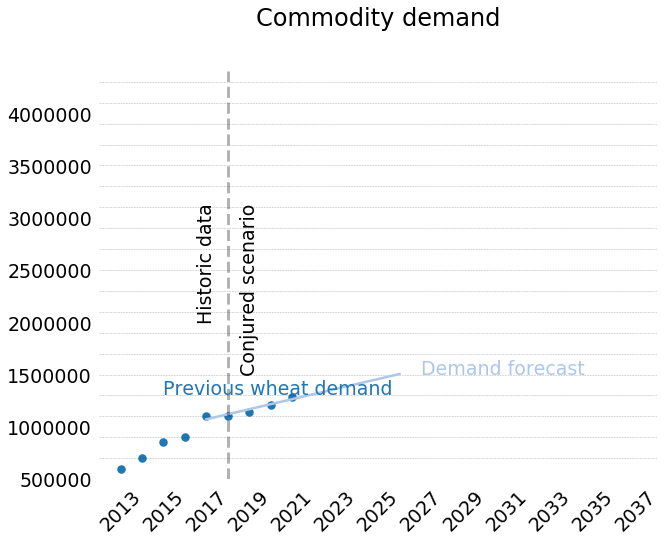 Commodity demand
4000000
3500000
3000000
2500000
2000000
1500000
1000000
500000
Historic data
Conjured scenario
Demand forecast
Previous wheat demand
2013 2015 2017 2019 2021 2023 2025 2027 2029 2031 2033 2035 2037